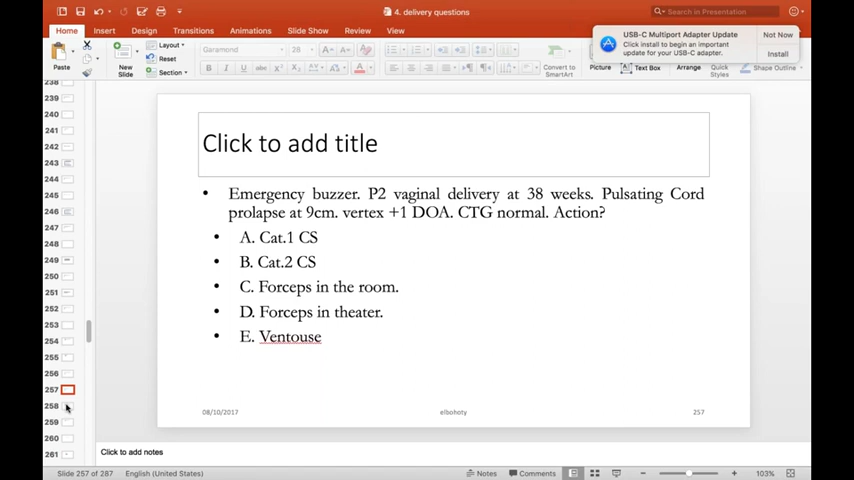 4. delivery questions
Search in Presentation
Home Insert Design Transitions Animations Slide Show Review View
USB-C Multiport Adapter Update
Click install to begin an important
update for your USB-C adapter.
Not Now
Install
Paste
New
Slide
Layout
Reset
Section
Garamond 28
Convert to
SmartArt
Picture
Text Box
Arrange
Quick
Styles
Shape Outline
238
239
240
241
242
243
244
245
246
247
248
249
250
251
252
253
254
255
256
257
258
259
260
261
Click to add title
• Emergency buzzer. P2 vaginal delivery at 38 weeks. Pulsating Cord
prolapse at 9cm. vertex +1 DOA. CTG normal. Action?
• A. Cat.1 CS
• B. Cat.2 CS
• C. Forceps in the room.
• D. Forceps in theater.
• E. Ventouse
08/10/2017 elbohoty 257
Click to add notes
Slide 257 of 287 English (United States) Notes Comments 103%